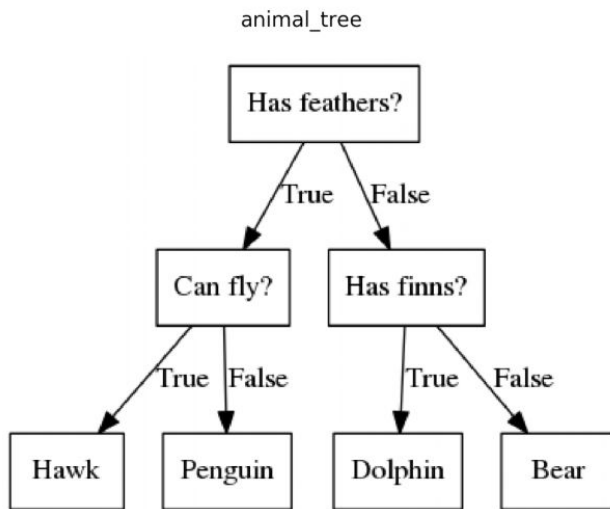 animal_tree
Has feathers?
True False
Can fly? Has finns?
True False True False
Hawk Penguin Dolphin Bear